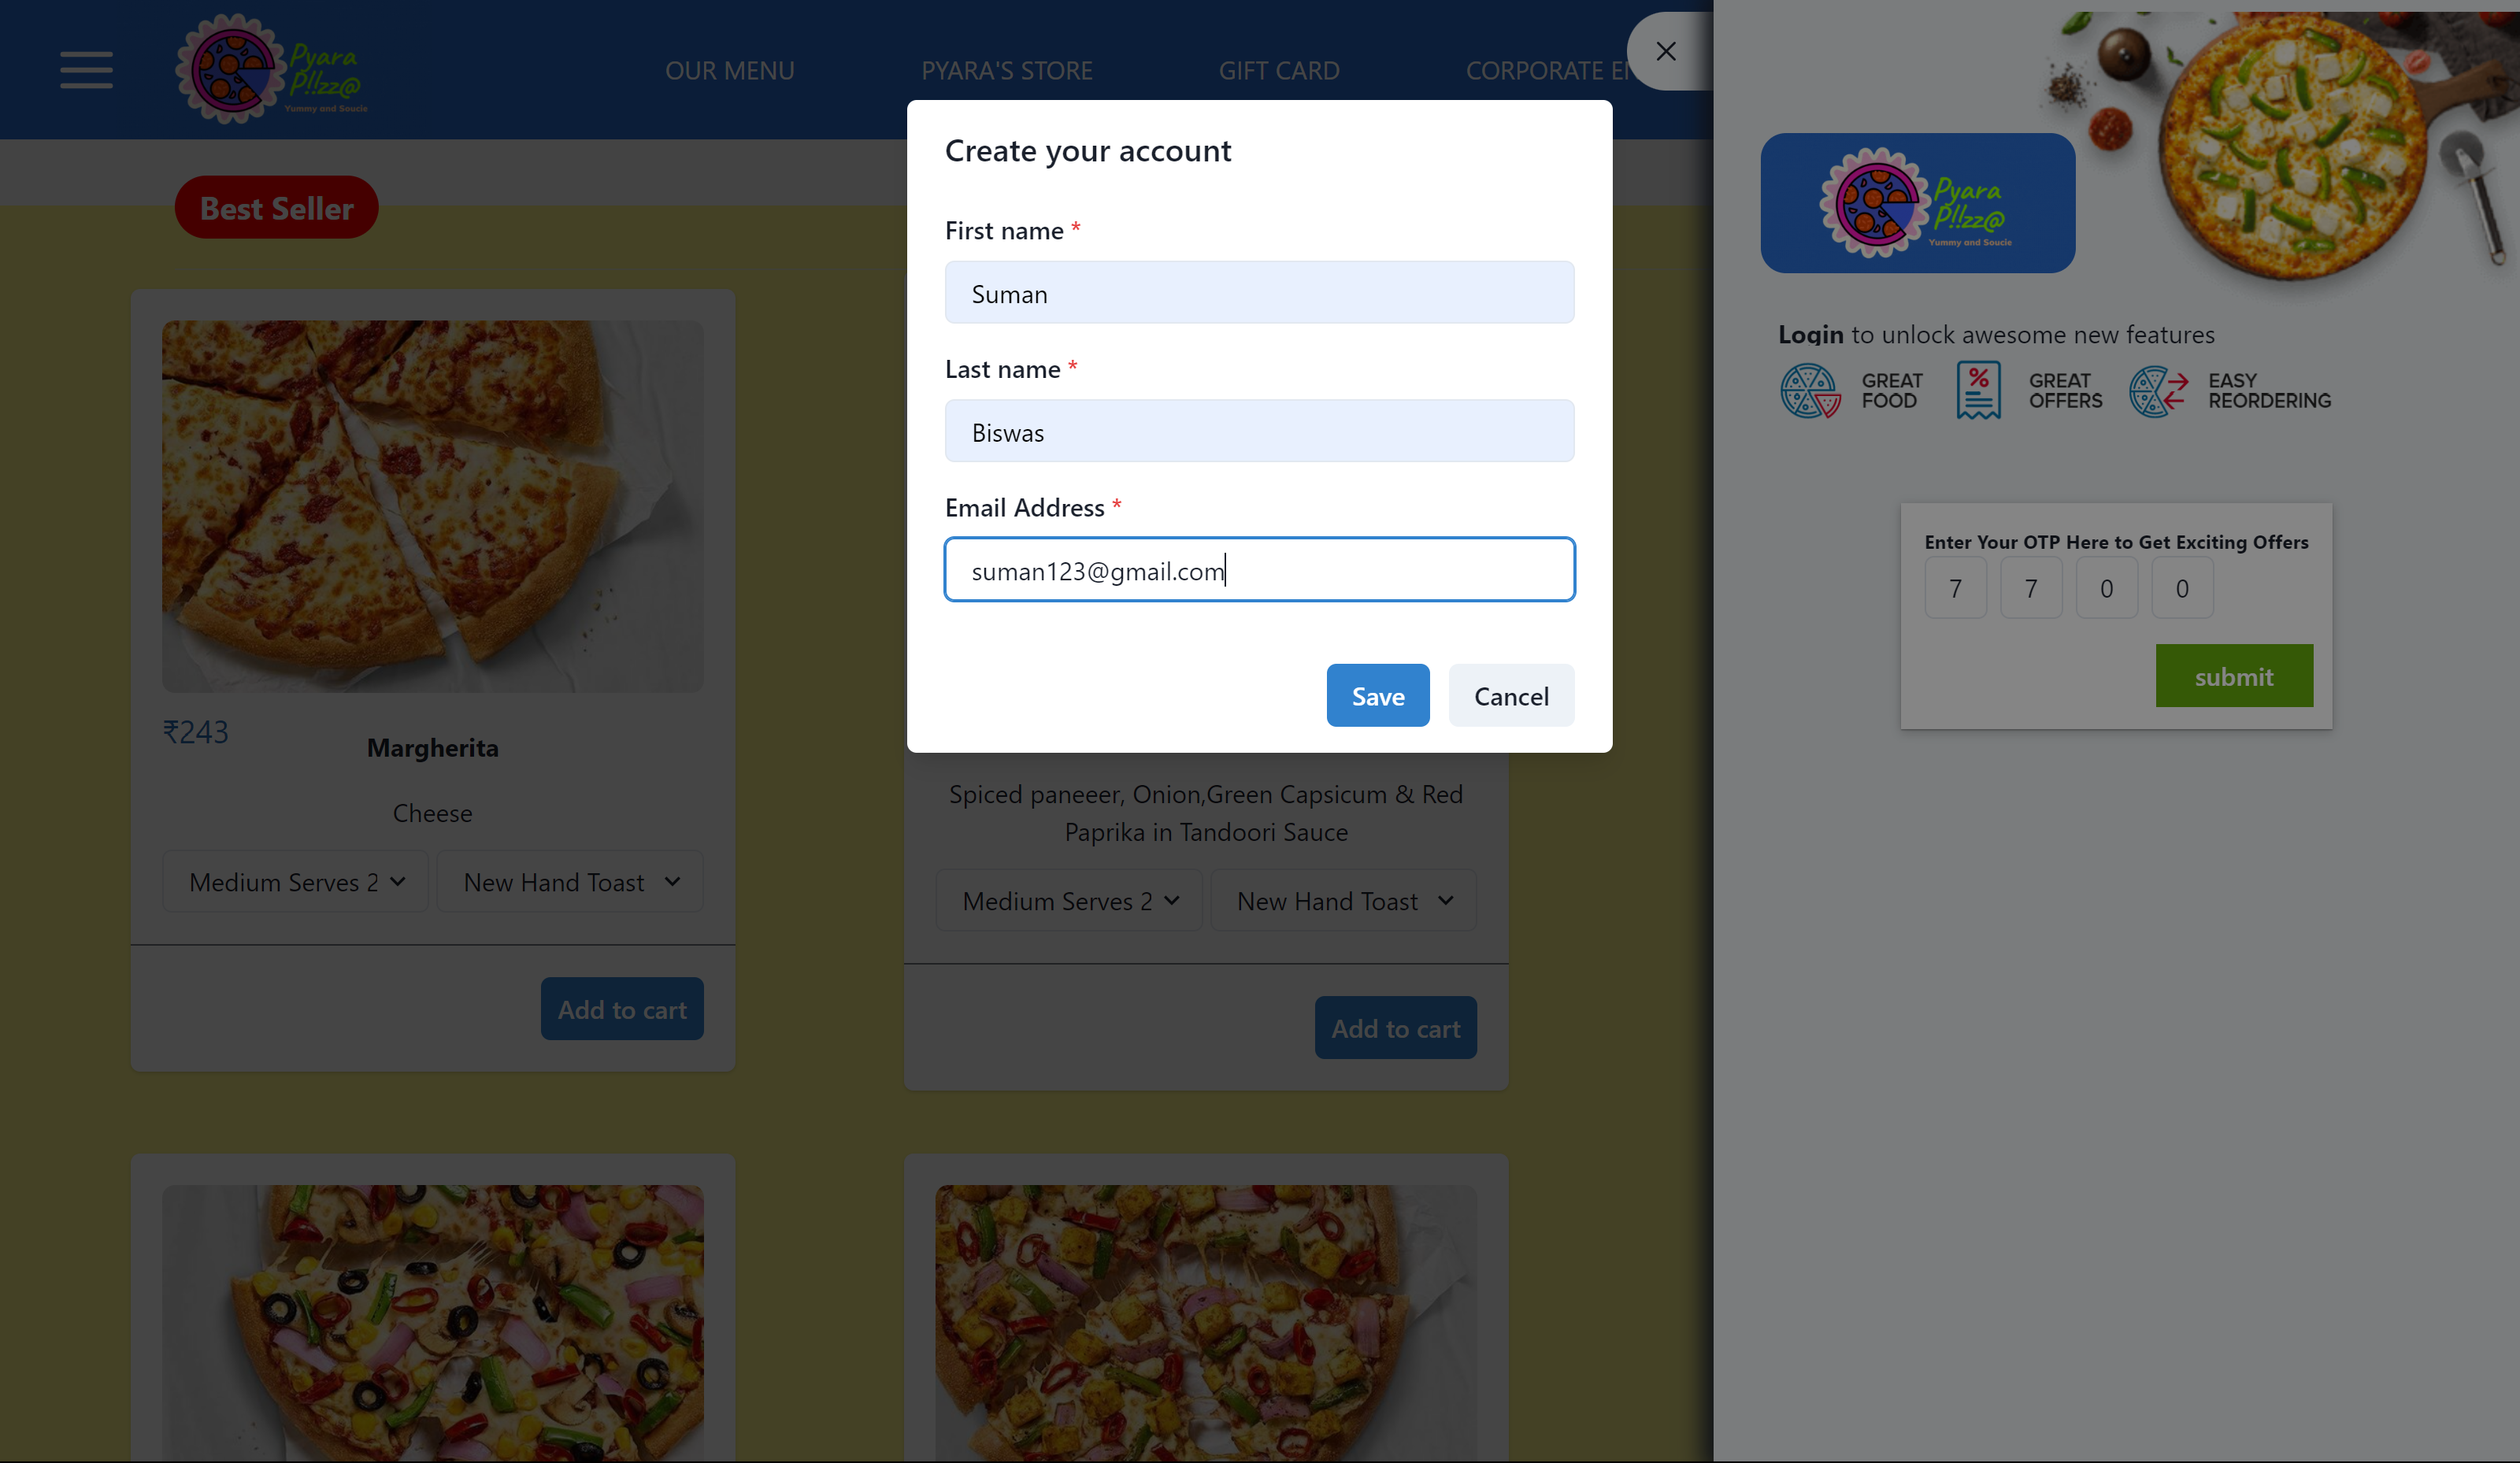 Pyara
P!!zz@
Yummy and Soucie
OUR MENU
PYARA'S STORE
GIFT CARD
CORPORATE E
Best Seller
₹243
Margherita
Cheese
Medium Serves 2
New Hand Toast
Add to cart
Spiced paneeer, Onion,Green Capsicum & Red
Paprika in Tandoori Sauce
Medium Serves 2
New Hand Toast
Add to cart
Create your account
First name *
Suman
Last name *
Biswas
Email Address *
suman123@gmail.com
Save
Cancel
Pyara
P!!zz@
Yummy and Soucie
Login to unlock awesome new features
GREAT
FOOD
%
GREAT
OFFERS
EASY
REORDERING
Enter Your OTP Here to Get Exciting Offers
7 7 0 0
submit